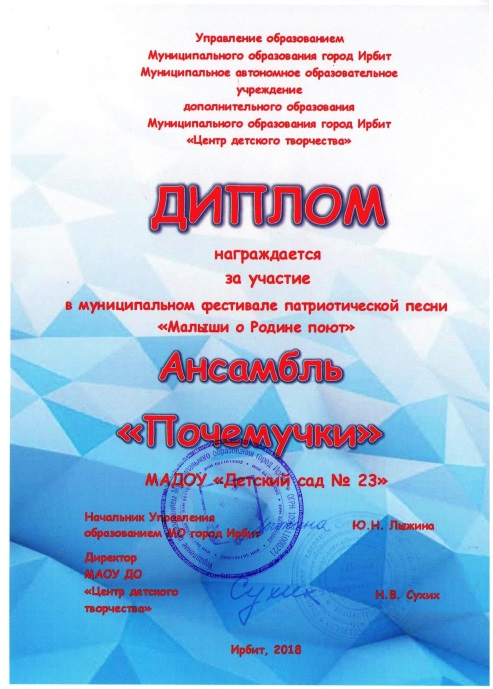 Управление образованием
Муниципального образования город Ирбит
Муниципальное автономное образовательное
учреждение
дополнительного образования
Муниципального образования город Ирбит
«Центр детского творчества»
ДИПЛОМ
награждается
за участие
в муниципальном фестивале патриотической песни
«Малыши о Родине поют»
Ансамбль
«Почемучки»
МАДОУ «Детский сад № 23»
Начальник Управления
образованием МО город Ирбит
Ю.Н. Лыжина
Директор
МАОУ ДО
«Центр детского
творчества»
Сухих
Н.В. Сухих
Ирбит, 2018